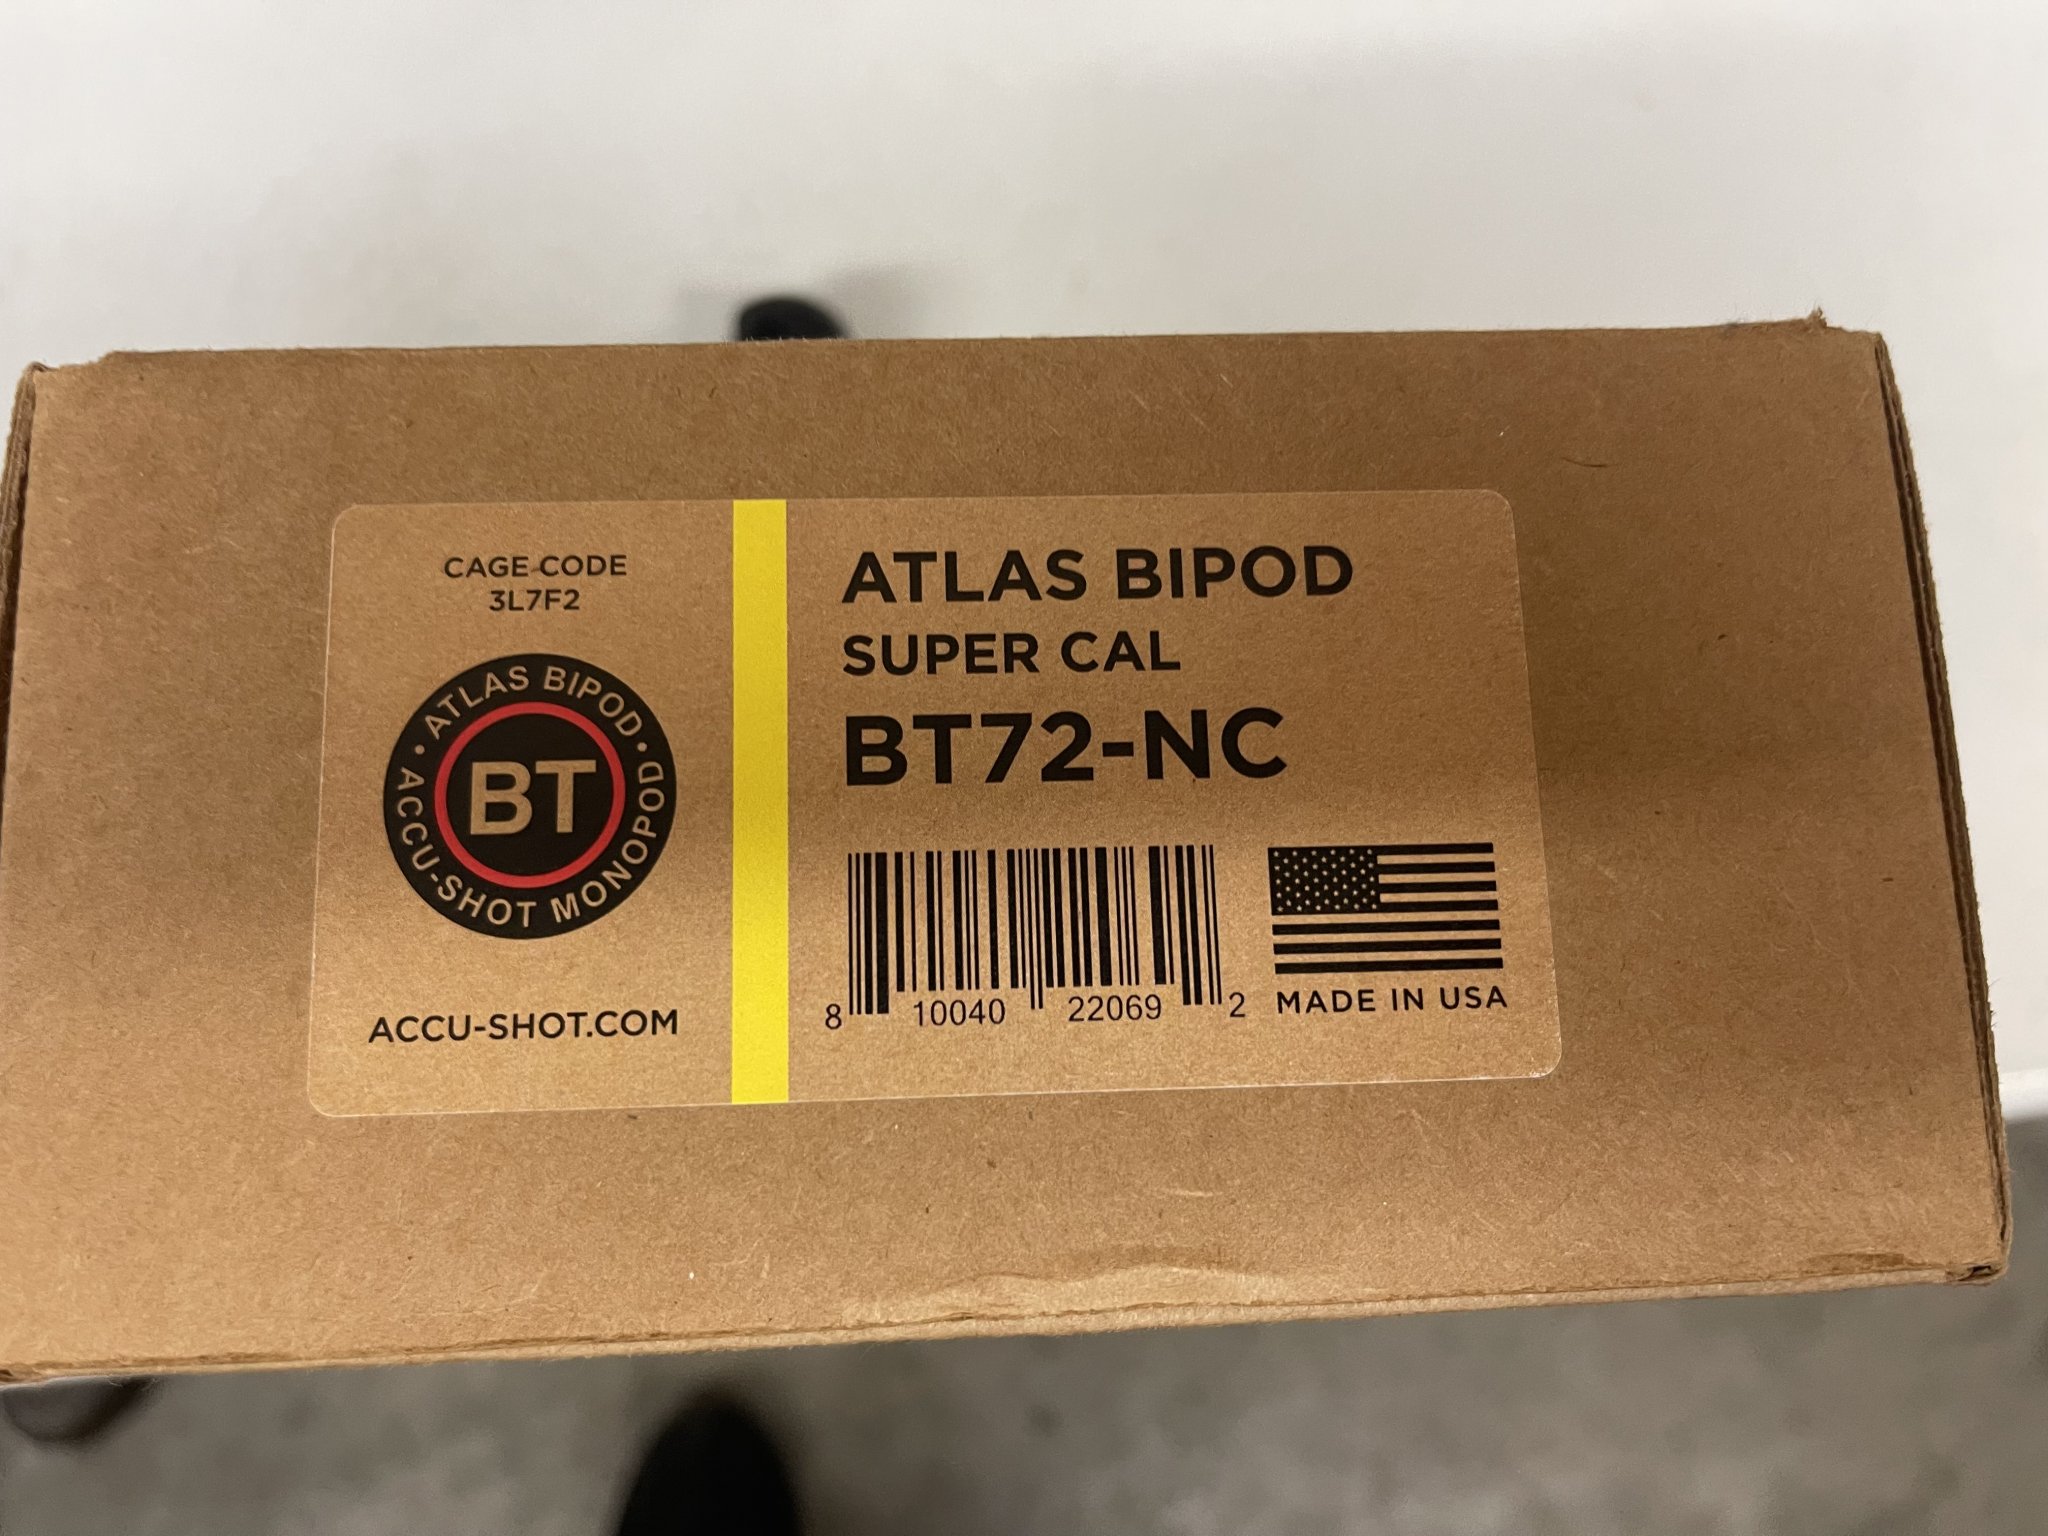 CAGE CODE
3L7F2
• ATLAS BIPOD •
ACCU-SHOT MONOPOD
BT
ACCU-SHOT.COM
ATLAS BIPOD
SUPER CAL
BT72-NC
8 10040 22069 2
MADE IN USA